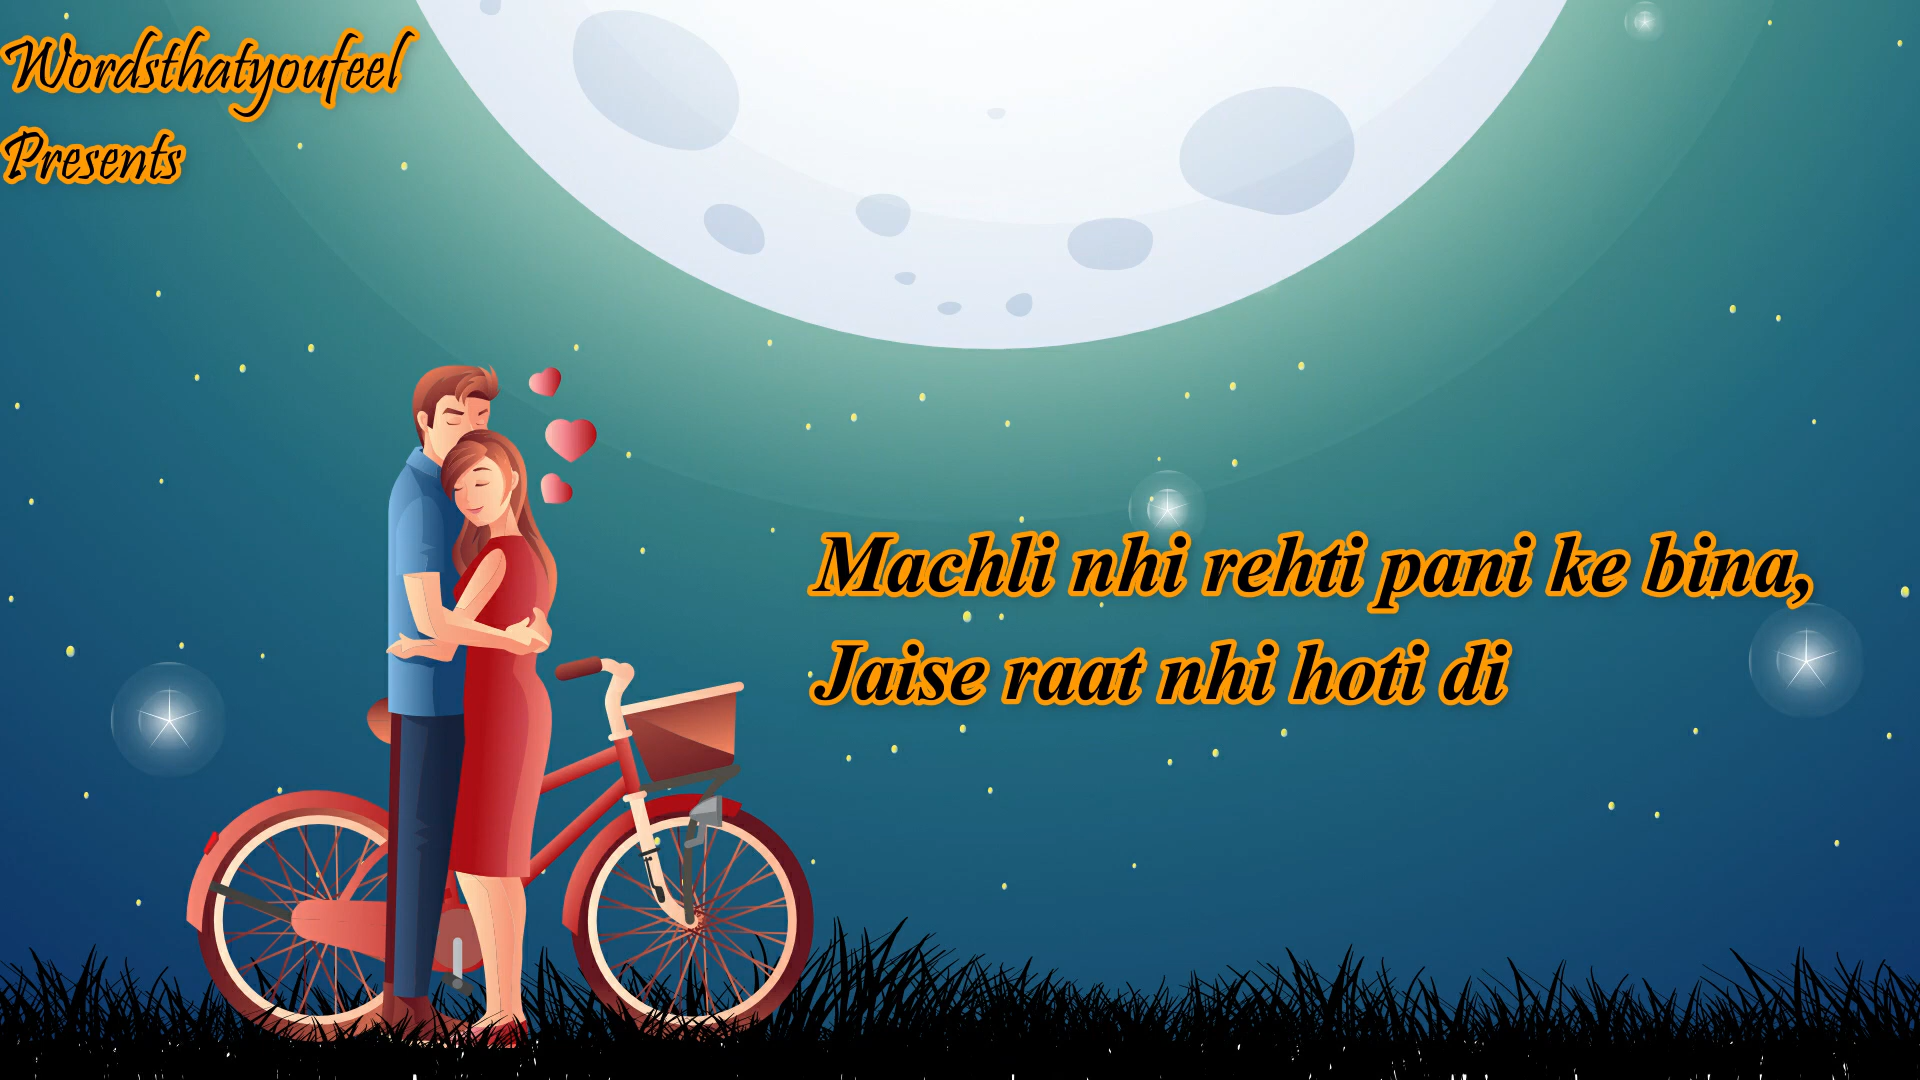 Wordsthatyoufeel
Presents
Machli nhi rehti pani ke bina,
Jaise raat nhi hoti di